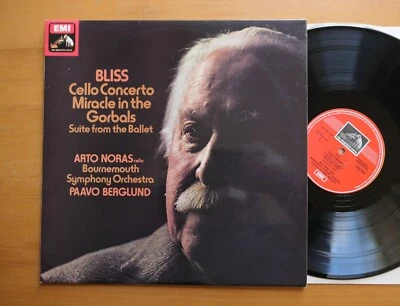 EMI
BLISS
Cello Concerto
Miracle in the
Gorbals
Suite from the Ballet
ARTO NORAS cello
Bournemouth
Symphony Orchestra
PAAVO BERGLUND